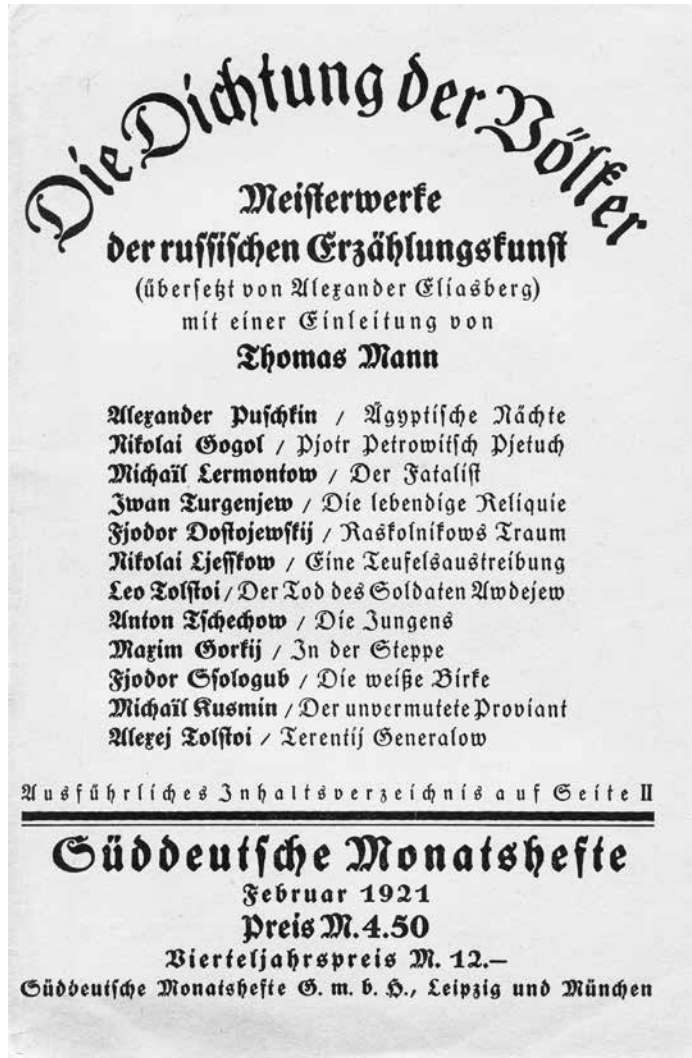 Die Dichtung der Völker
Meisterwerke
der russischen Erzählungskunst
(übersetzt von Alexander Eliasberg)
mit einer Einleitung von
Thomas Mann
Alexander Puschkin / Ägyptische Nächte
Nikolai Gogol / Pjotr Petrowitsch Pjetuch
Michaïl Lermontow / Der Fatalist
Iwan Turgenjew / Die lebendige Reliquie
Fjodor Dostojewskij / Raskolnikows Traum
Nikolai Ljesskow / Eine Teufelsaustreibung
Leo Tolstoi / Der Tod des Soldaten Awdejew
Anton Tschechow / Die Jungens
Maxim Gorkij / In der Steppe
Fjodor Ssologub / Die weiße Birke
Michaïl Kusmin / Der unvermutete Proviant
Alexej Tolstoi / Terentij Generalow
Ausführliches Inhaltsverzeichnis auf Seite II
Süddeutsche Monatshefte
Februar 1921
Preis M. 4.50
Vierteljahrspreis M. 12.—
Süddeutsche Monatshefte G. m. b. H., Leipzig und München